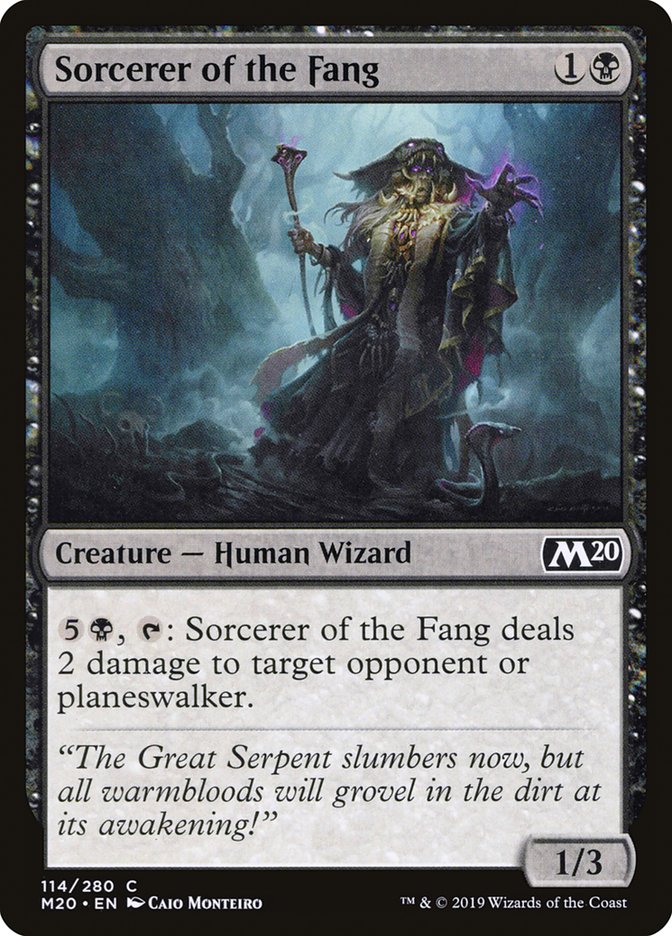 Sorcerer of the Fang 1
Creature — Human Wizard M20
5, : Sorcerer of the Fang deals
2 damage to target opponent or
planeswalker.
“The Great Serpent slumbers now, but
all warmbloods will grovel in the dirt at
its awakening!”
1/3
114/280 C
M20 • EN Caio Monteiro
™ & © 2019 Wizards of the Coast